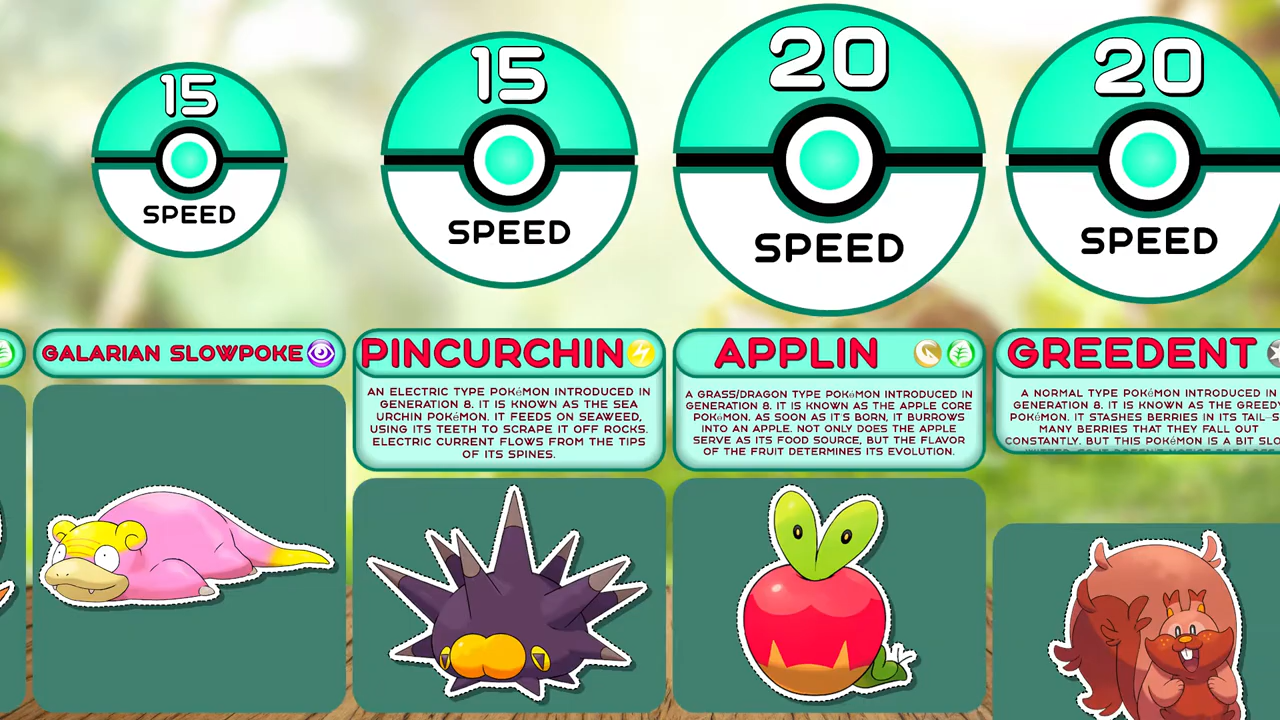 15
SPEED
15
SPEED
20
SPEED
20
SPEED
GALARIAN SLOWPOKE
PINCURCHIN
AN ELECTRIC TYPE POKéMON INTRODUCED IN
GENERATION 8. IT IS KNOWN AS THE SEA
URCHIN POKéMON. IT FEEDS ON SEAWEED,
USING ITS TEETH TO SCRAPE IT OFF ROCKS.
ELECTRIC CURRENT FLOWS FROM THE TIPS
OF ITS SPINES.
APPLIN
A GRASS/DRAGON TYPE POKéMON INTRODUCED IN
GENERATION 8. IT IS KNOWN AS THE APPLE CORE
POKéMON. AS SOON AS IT'S BORN, IT BURROWS
INTO AN APPLE. NOT ONLY DOES THE APPLE
SERVE AS ITS FOOD SOURCE, BUT THE FLAVOR
OF THE FRUIT DETERMINES ITS EVOLUTION.
GREEDENT
A NORMAL TYPE POKéMON INTRODUCED IN
GENERATION 8. IT IS KNOWN AS THE GREEDY
POKéMON. IT STASHES BERRIES IN ITS TAIL-S
MANY BERRIES THAT THEY FALL OUT
CONSTANTLY. BUT THIS POKéMON IS A BIT SLO